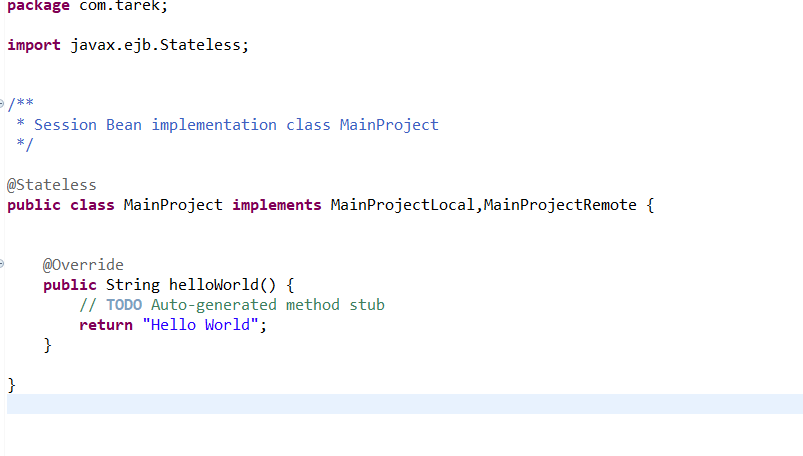 package com.tarek;
import javax.ejb.Stateless;
/**
* Session Bean implementation class MainProject
*/
@Stateless
public class MainProject implements MainProjectLocal,MainProjectRemote {
@Override
public String helloWorld() {
// TODO Auto-generated method stub
return "Hello World";
}
}